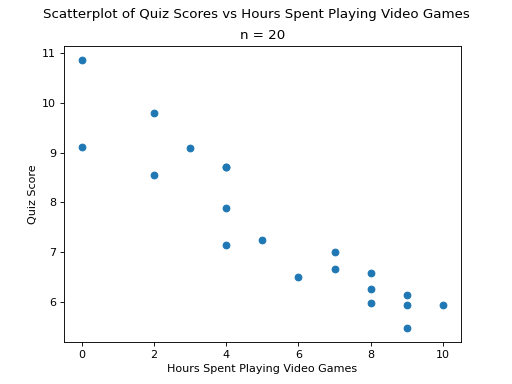 Scatterplot of Quiz Scores vs Hours Spent Playing Video Games
n = 20
11
10
9
8
7
6
Quiz Score
0 2 4 6 8 10
Hours Spent Playing Video Games